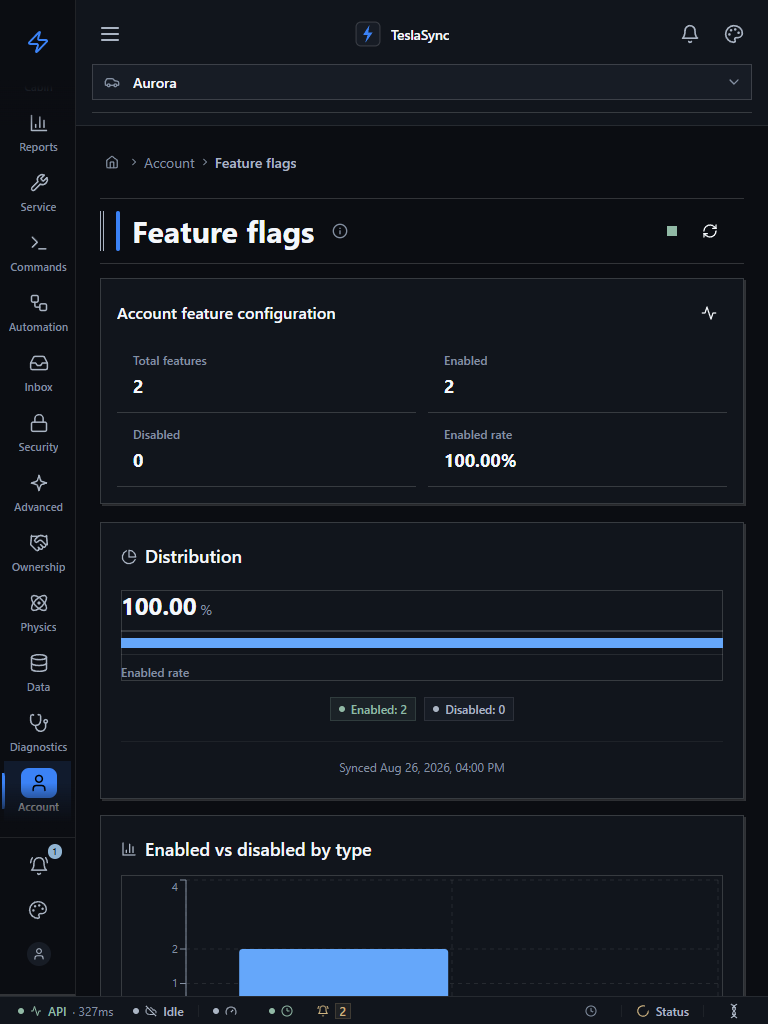 TeslaSync
Aurora
Reports
Service
Commands
Automation
Inbox
Security
Advanced
Ownership
Physics
Data
Diagnostics
Account
1
Account
Feature flags
Feature flags
Account feature configuration
Total features
2
Enabled
2
Disabled
0
Enabled rate
100.00%
Distribution
100.00 %
Enabled rate
Enabled: 2
Disabled: 0
Synced Aug 26, 2026, 04:00 PM
Enabled vs disabled by type
4
2
1
API · 327ms
Idle
2
Status